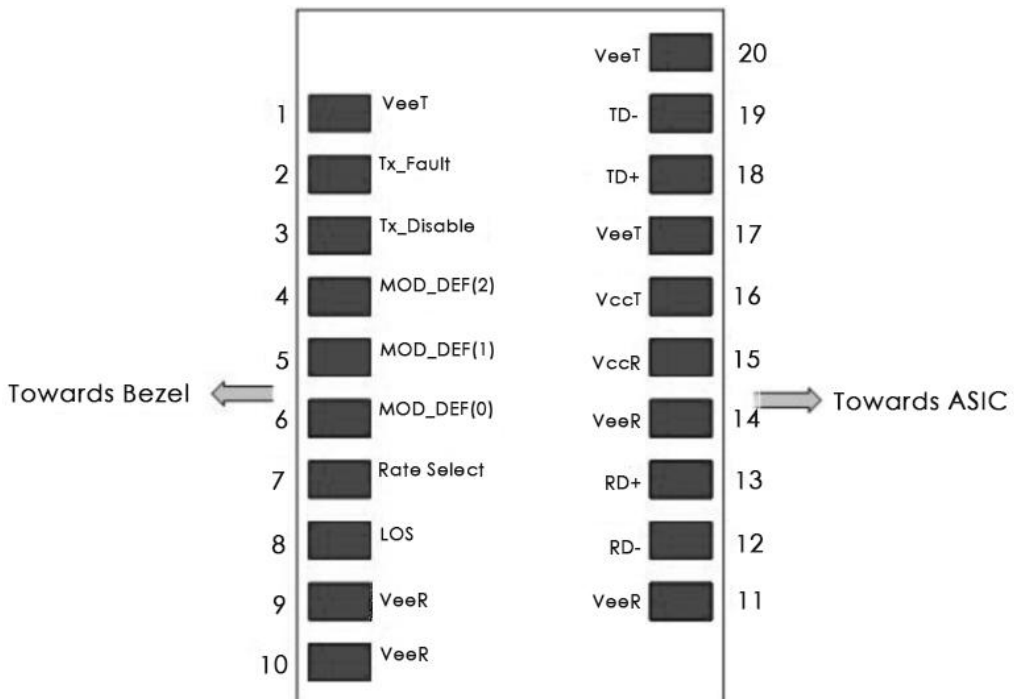 VeeT 20
1 VeeT
TD- 19
2 Tx_Fault
TD+ 18
3 Tx_Disable
VeeT 17
4 MOD_DEF(2)
VccT 16
5 MOD_DEF(1)
VccR 15
Towards Bezel
6 MOD_DEF(0)
VeeR 14
Towards ASIC
7 Rate Select
RD+ 13
8 LOS
RD- 12
9 VeeR
VeeR 11
10 VeeR